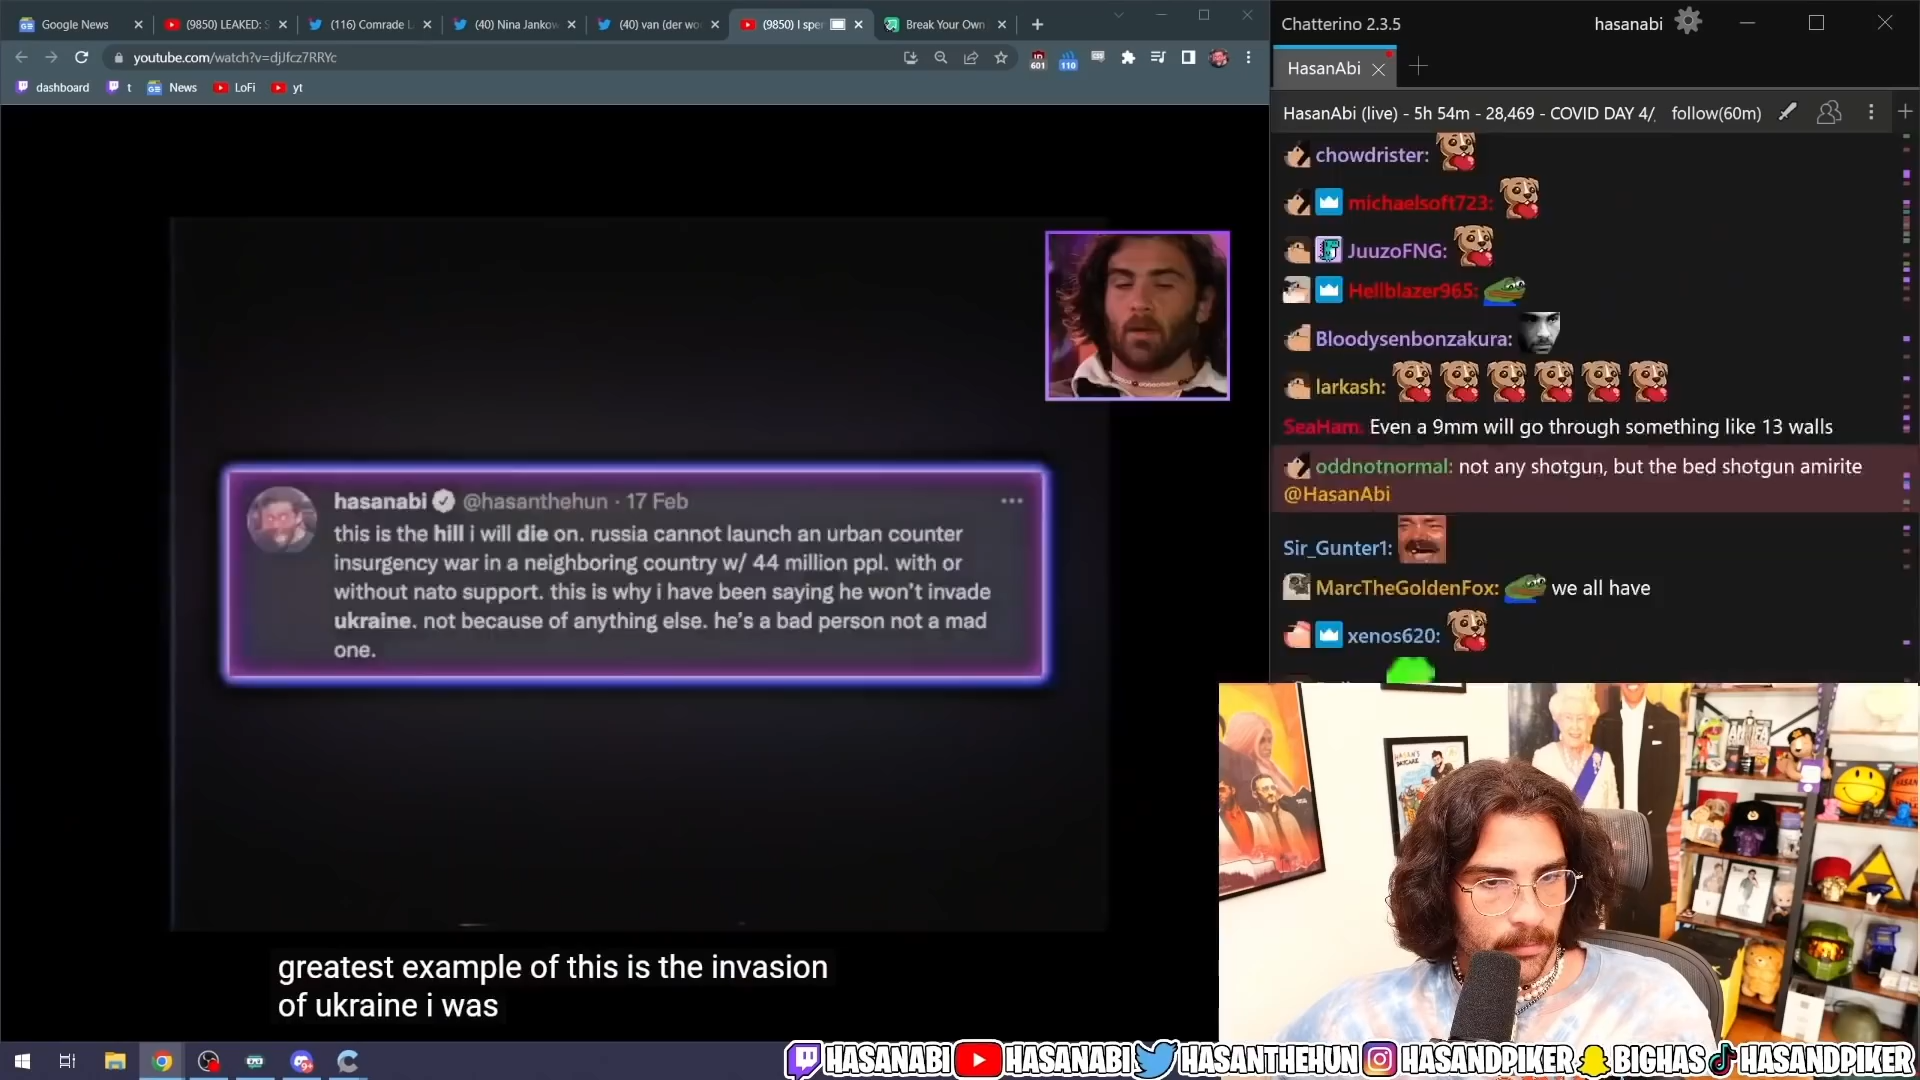 Google News
(9850) LEAKED: S
(116) Comrade L
(40) Nina Jankow
(40) van (der wo
(9850) I spe
Break Your Own
youtube.com/watch?v=djJfcz7RRYc
601
110
dashboard
t
News
LoFi
yt
hasanabi @hasanthehun · 17 Feb
this is the hill i will die on. russia cannot launch an urban counter
insurgency war in a neighboring country w/ 44 million ppl. with or
without nato support. this is why i have been saying he won't invade
ukraine. not because of anything else. he's a bad person not a mad
one.
greatest example of this is the invasion
of ukraine i was
Chatterino 2.3.5
hasanabi
HasanAbi
HasanAbi (live) - 5h 54m - 28,469 - COVID DAY 4/
follow(60m)
chowdrister:
michaelsoft723:
JuuzoFNG:
Hellblazer965:
Bloodysenbonzakura:
larkash:
SeaHam: Even a 9mm will go through something like 13 walls
oddnotnormal: not any shotgun, but the bed shotgun amirite
@HasanAbi
Sir_Gunter1:
MarcTheGoldenFox: we all have
xenos620:
HASANABI HASANABI HASANTHEHUN HASANDPIKER BIGHAS HASANDPIKER